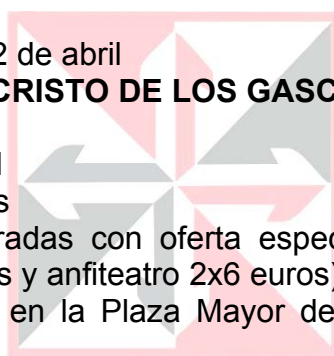 2 de abril
CRISTO DE LOS GASC
s
radas con oferta espec
s y anfiteatro 2x6 euros)
en la Plaza Mayor de